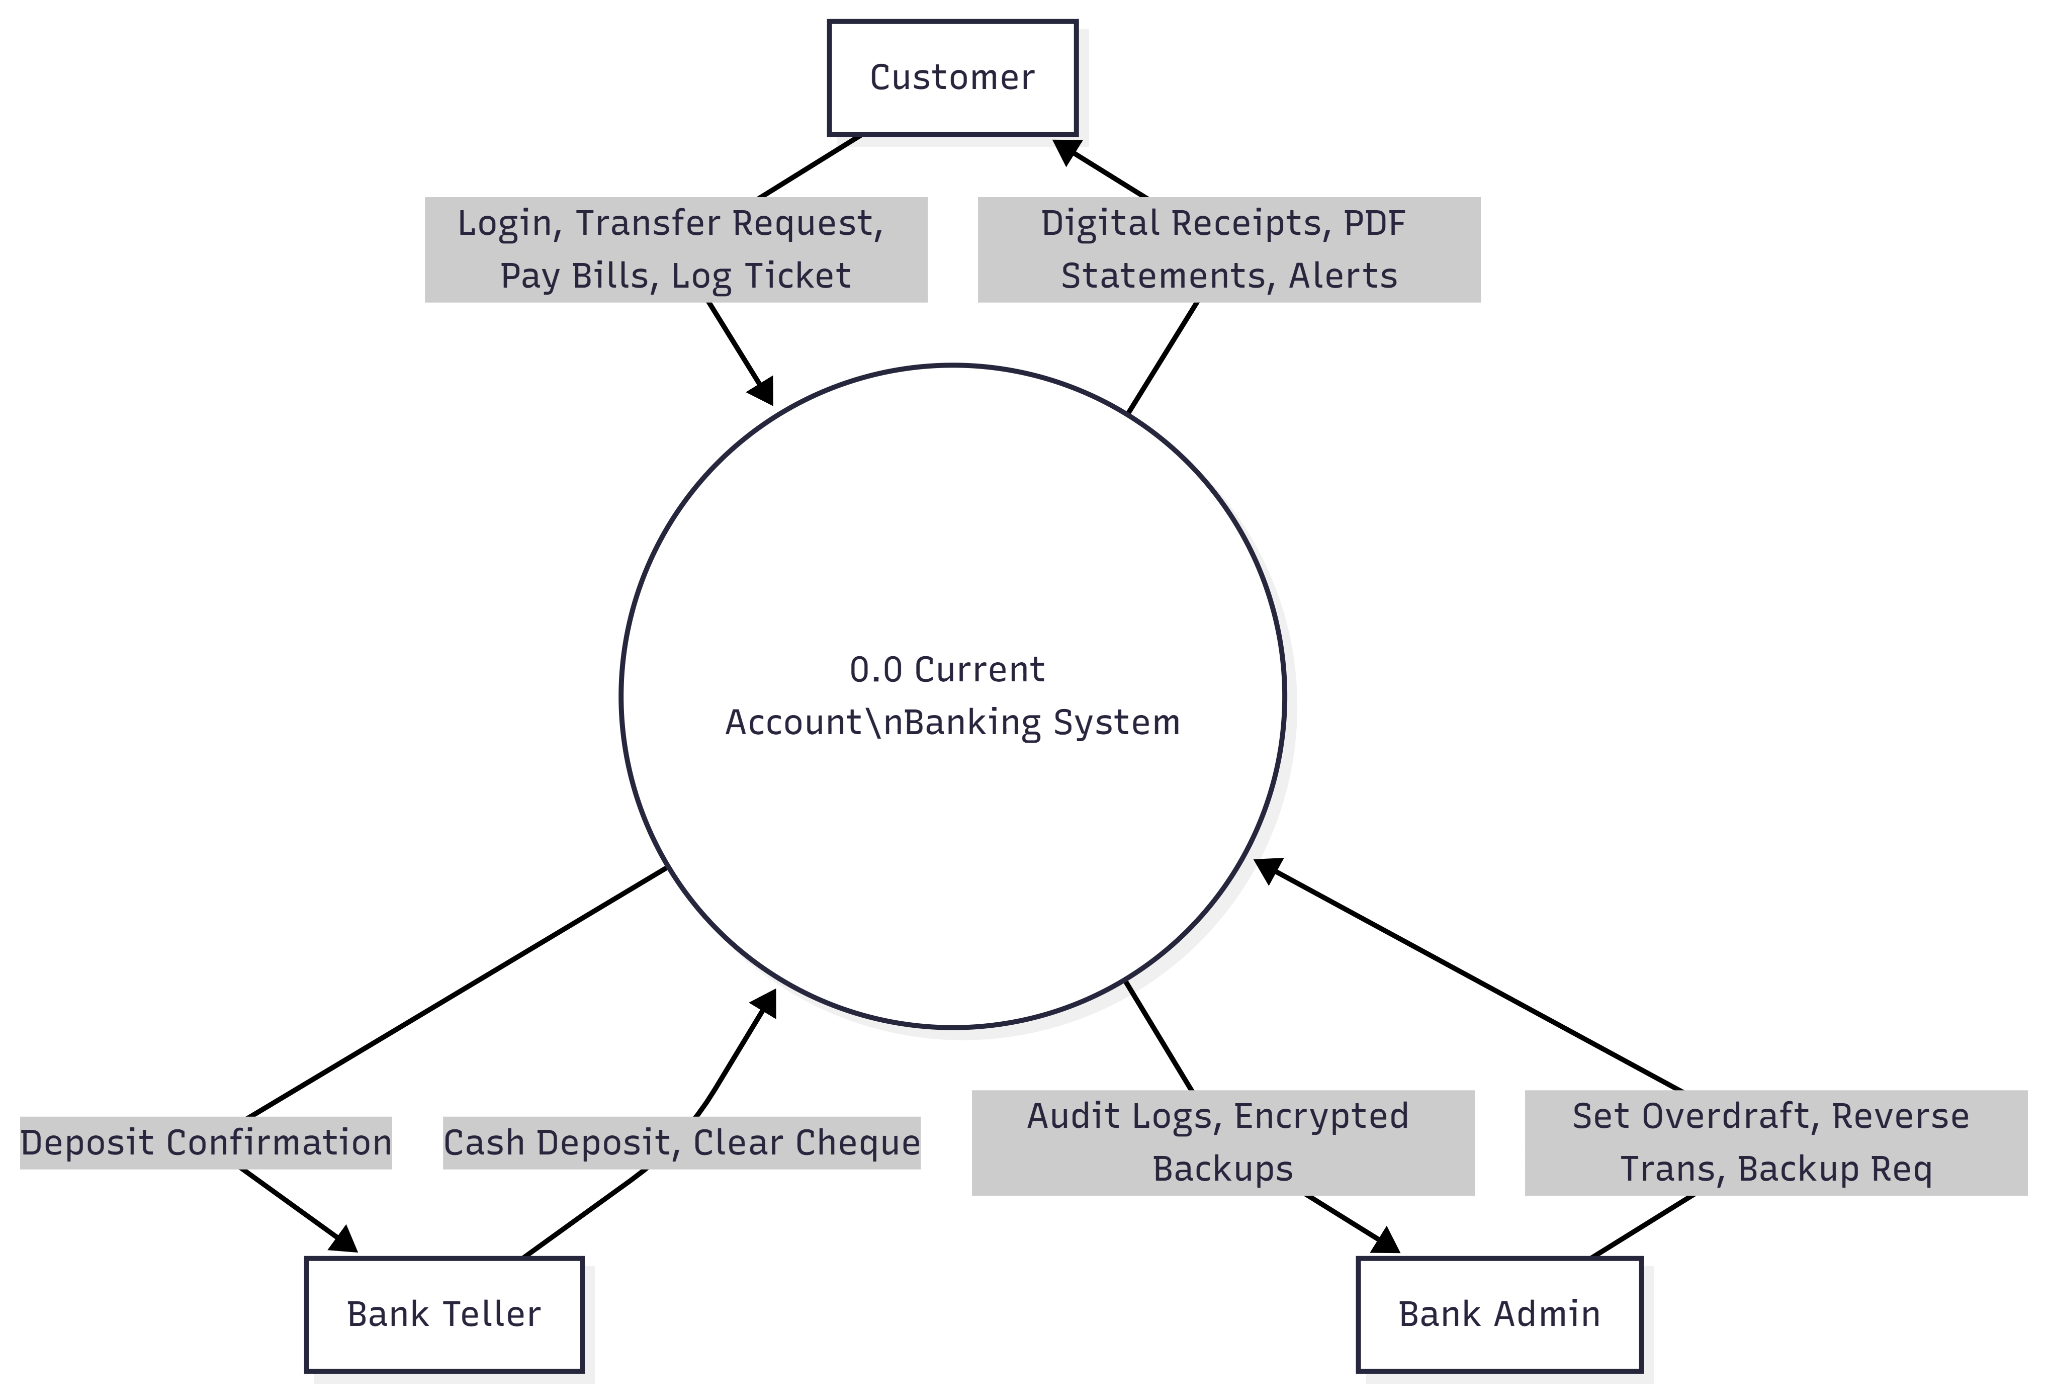 Customer
Login, Transfer Request,
Pay Bills, Log Ticket
Digital Receipts, PDF
Statements, Alerts
0.0 Current
Account\nBanking System
Deposit Confirmation
Cash Deposit, Clear Cheque
Audit Logs, Encrypted
Backups
Set Overdraft, Reverse
Trans, Backup Req
Bank Teller
Bank Admin